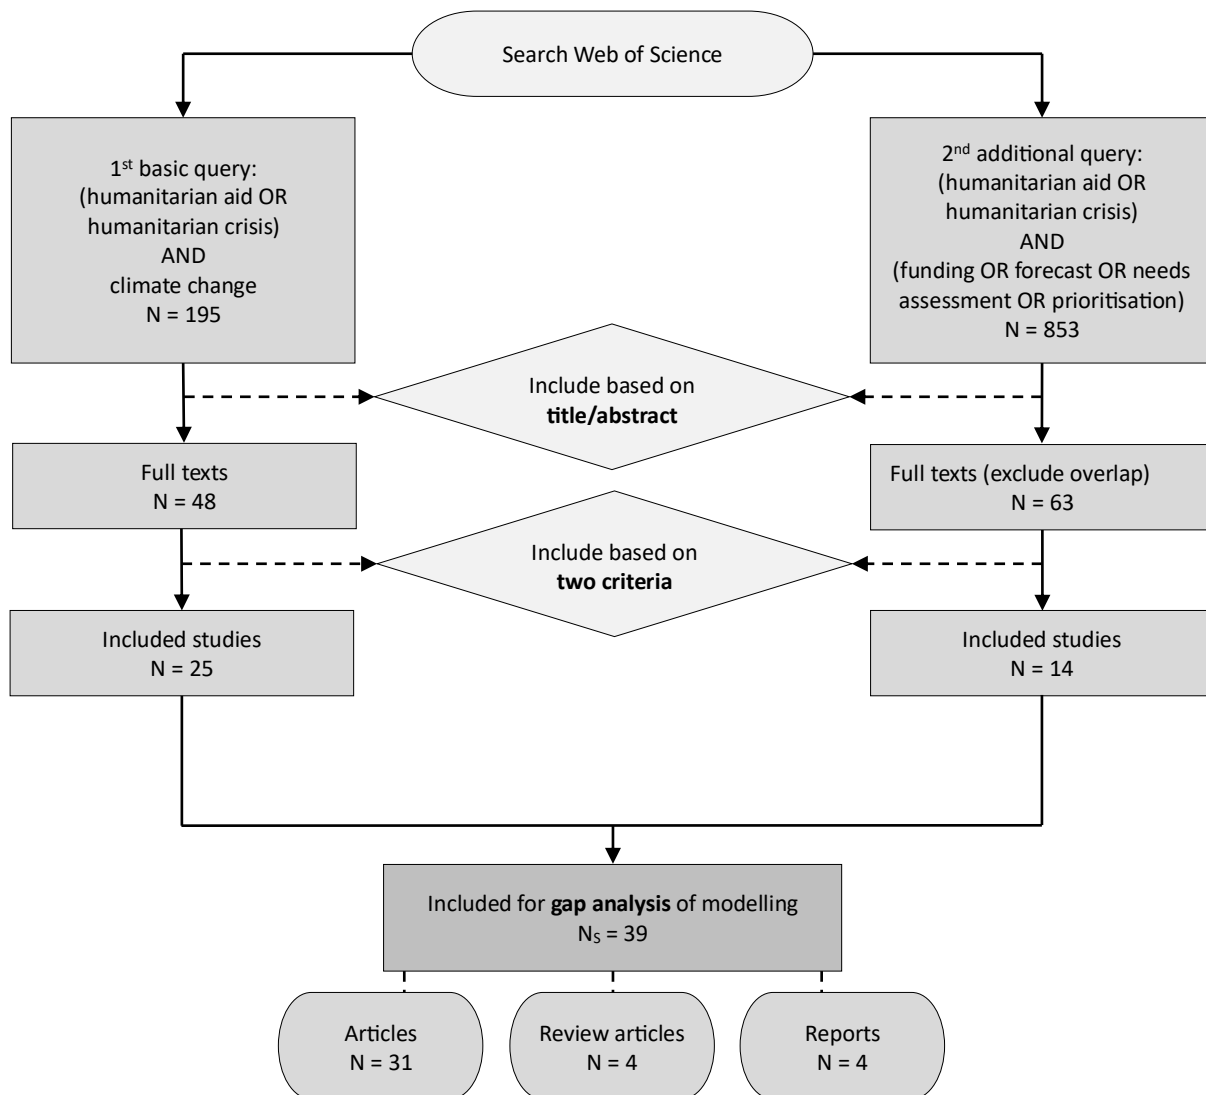 Search Web of Science
1st basic query:
(humanitarian aid OR
humanitarian crisis)
AND
climate change
N = 195
2nd additional query:
(humanitarian aid OR
humanitarian crisis)
AND
(funding OR forecast OR needs
assessment OR prioritisation)
N = 853
Include based on
title/abstract
Full texts
N = 48
Full texts (exclude overlap)
N = 63
Include based on
two criteria
Included studies
N = 25
Included studies
N = 14
Included for gap analysis of modelling
NS = 39
Articles
N = 31
Review articles
N = 4
Reports
N = 4